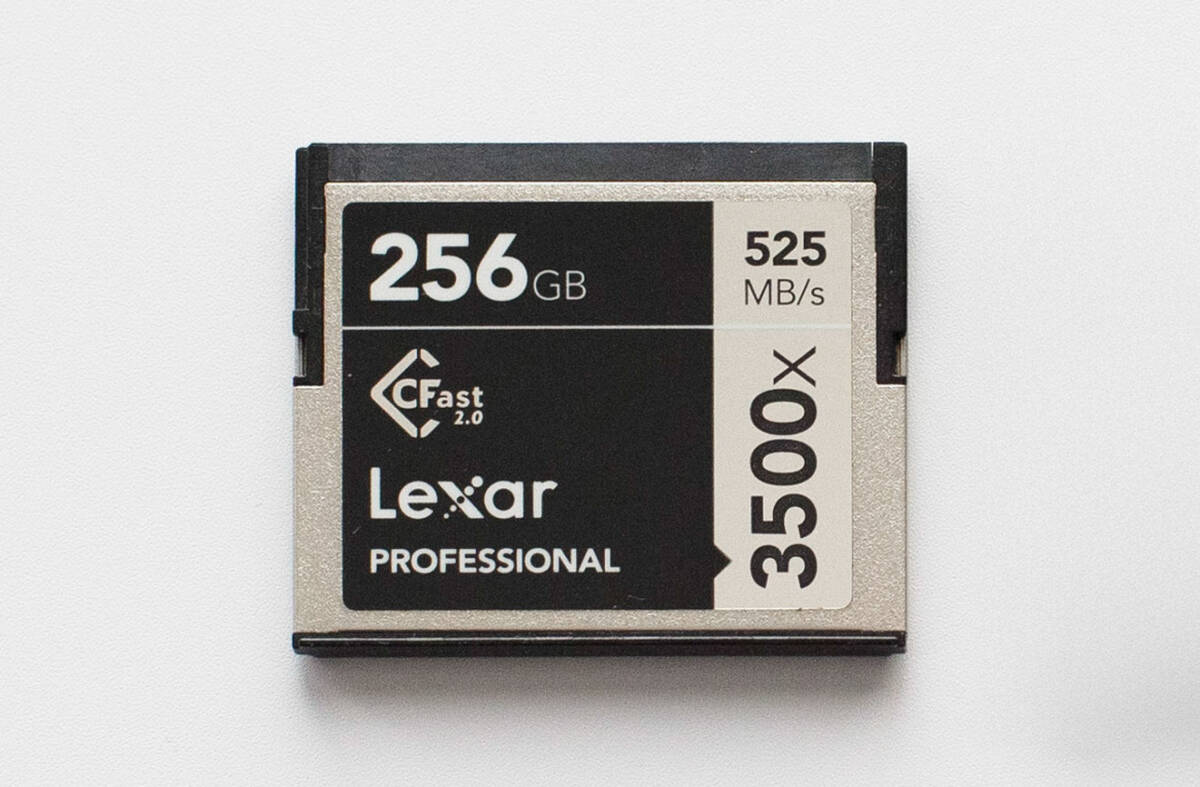 256GB
525
MB/s
CFast
2.0
Lexar
PROFESSIONAL
3500x